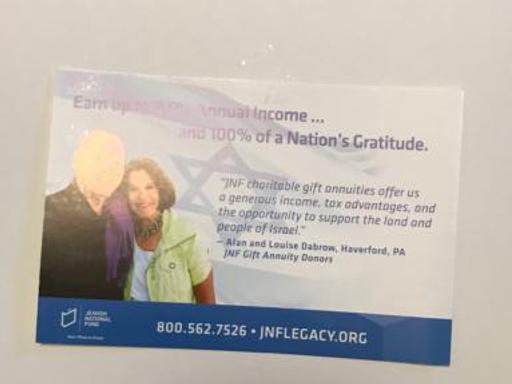 Earn up to Annual Income ...
and 100% of a Nation's Gratitude.
"JNF charitable gift annuities offer us
a generous income, tax advantages, and
the opportunity to support the land and
people of Israel."
– Alan and Louise Dabrow, Haverford, PA
JNF Gift Annuity Donors
JEWISH
NATIONAL
FUND
800.562.7526 • JNFLEGACY.ORG